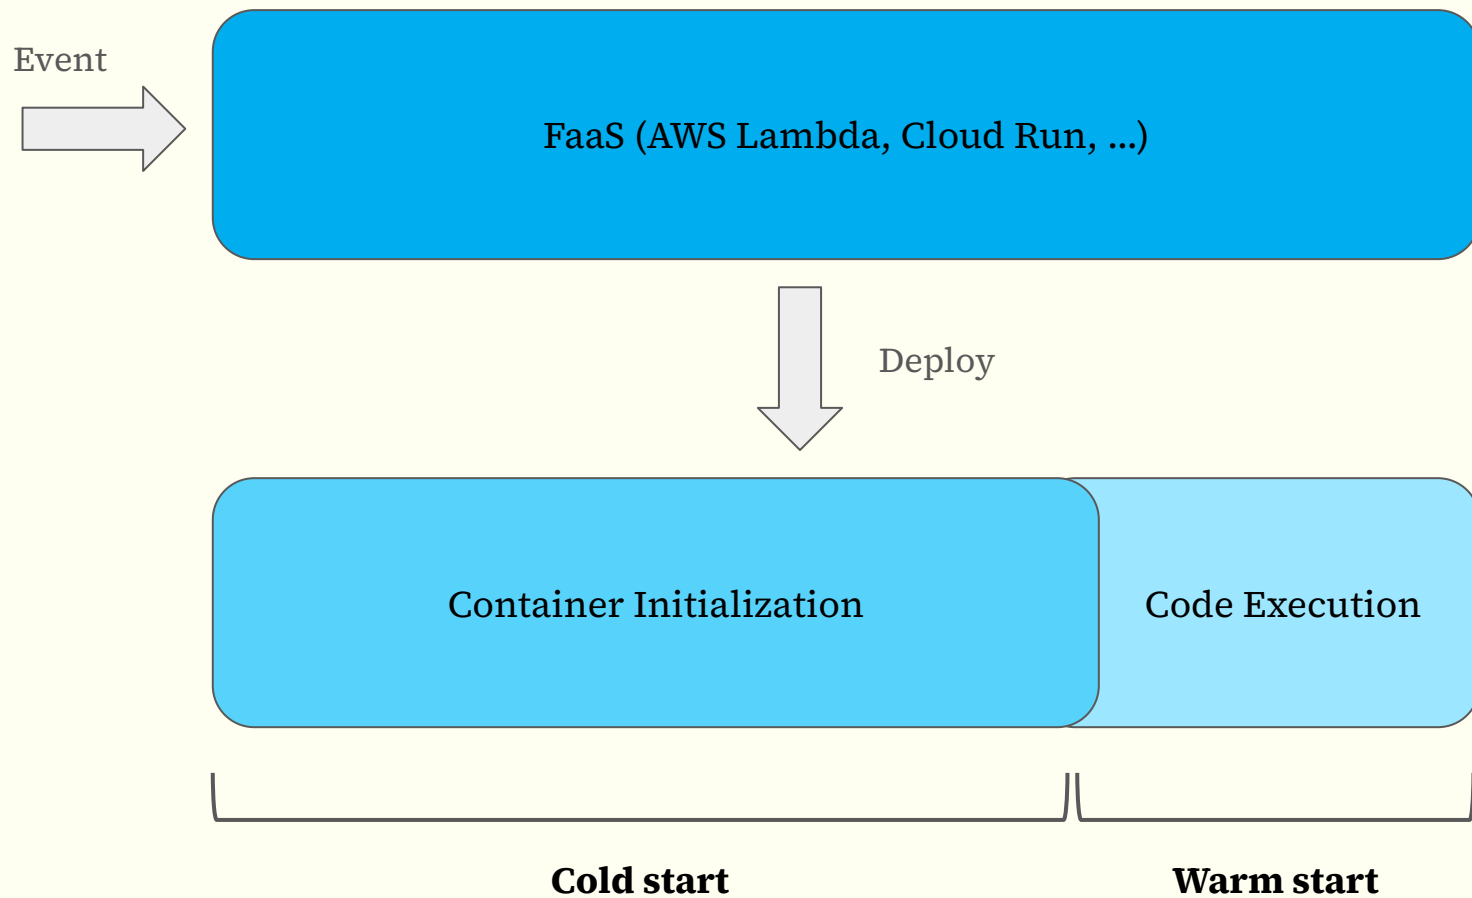 Event
FaaS (AWS Lambda, Cloud Run, ...)
Deploy
Container Initialization
Code Execution
Cold start
Warm start